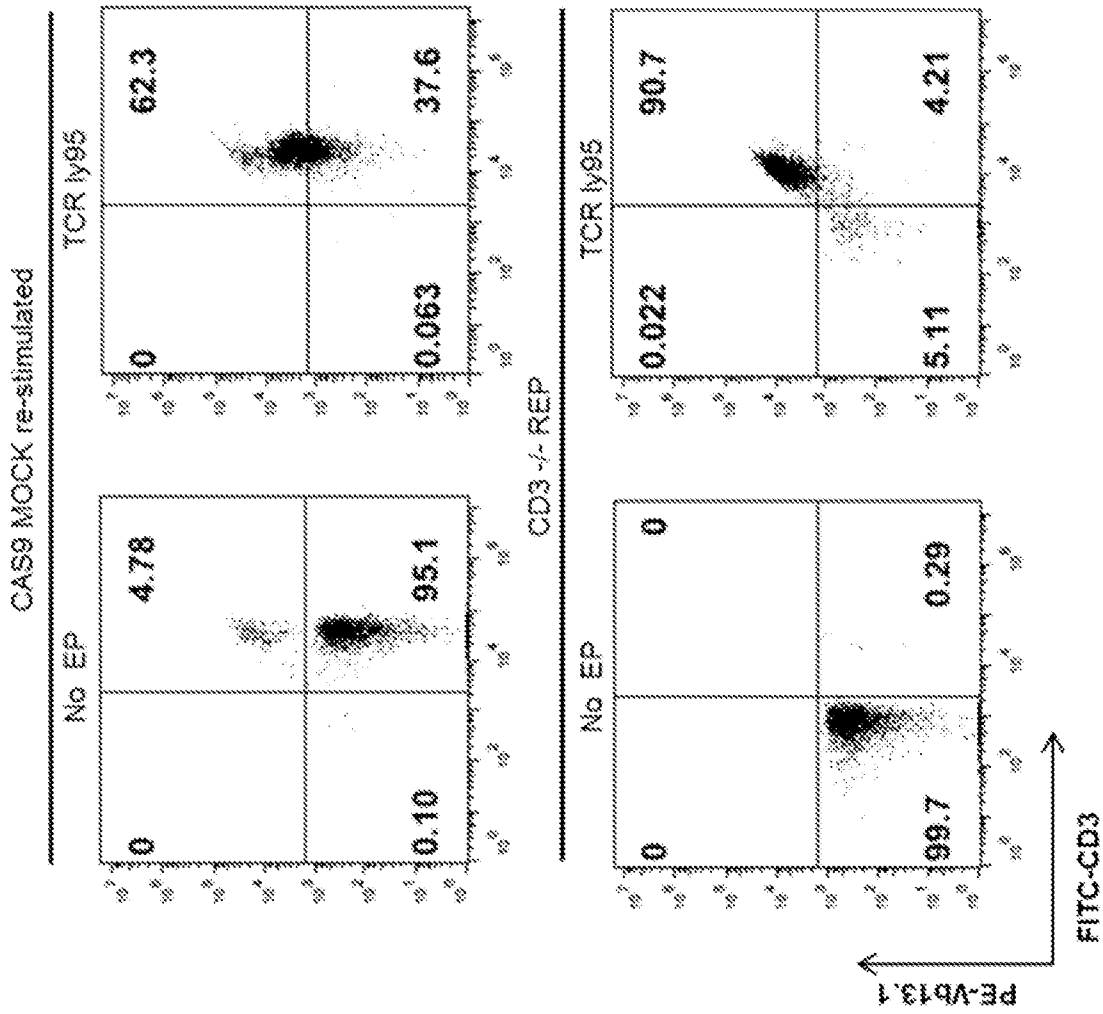 CAS9 MOCK re-stimulated
No EP
TCR ly95
0
4.78
0
62.3
0.10
95.1
0.063
37.6
CD3 -/- REP
No EP
TCR ly95
0
0
0.022
90.7
99.7
0.29
5.11
4.21
PE-Vb13.1
FITC-CD3